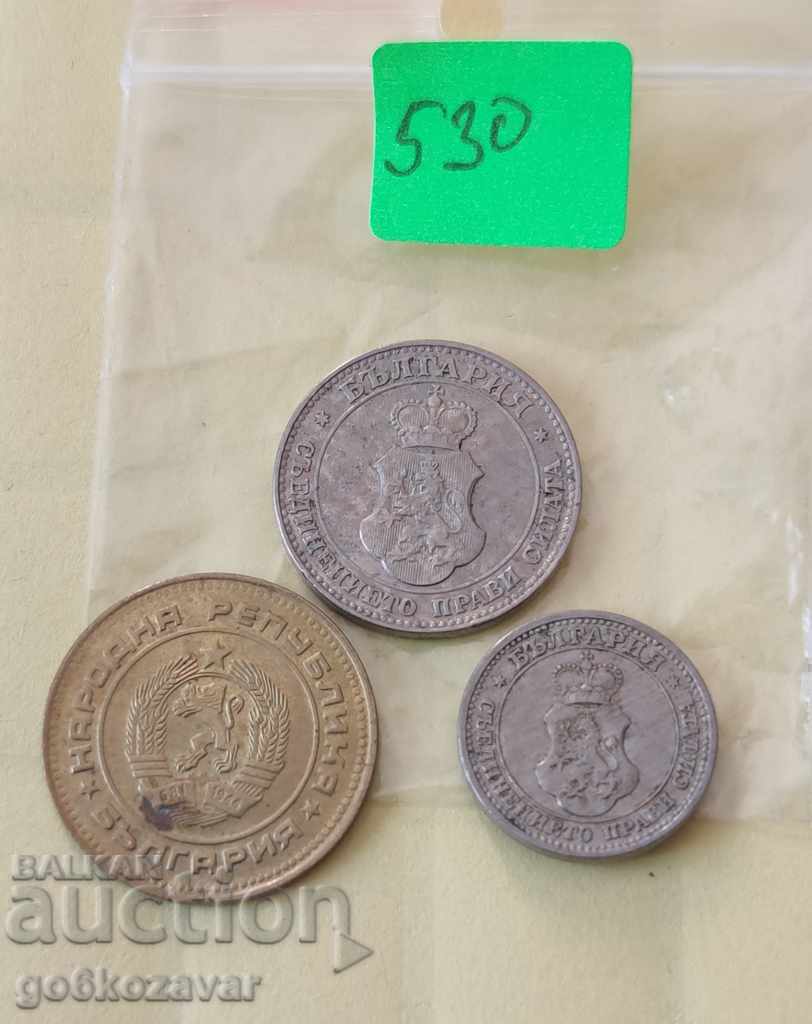 530
БЪЛГАРИЯ
СЪЕДИНЕНИЕТО ПРАВИ СИЛАТА
НАРОДНА РЕПУБЛИКА
БЪЛГАРИЯ
БЪЛГАРИЯ
СЪЕДИНЕНИЕТО ПРАВИ СИЛАТА
BALKAN
auction
go6kozavar